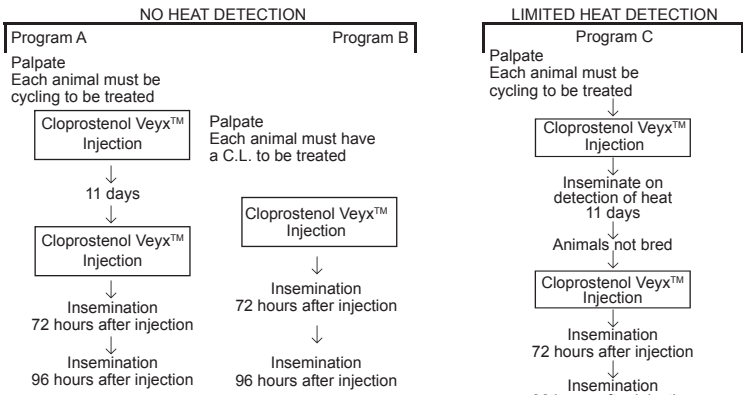 NO HEAT DETECTION
Program A
Palpate
Each animal must be
cycling to be treated
Cloprostenol Veyx™
Injection
11 days
Cloprostenol Veyx™
Injection
Insemination
72 hours after injection
Insemination
96 hours after injection
Program B
Palpate
Each animal must have
a C.L. to be treated
Cloprostenol Veyx™
Injection
Insemination
72 hours after injection
Insemination
96 hours after injection
LIMITED HEAT DETECTION
Program C
Palpate
Each animal must be
cycling to be treated
Cloprostenol Veyx™
Injection
Inseminate on
detection of heat
11 days
Animals not bred
Cloprostenol Veyx™
Injection
Insemination
72 hours after injection
Insemination